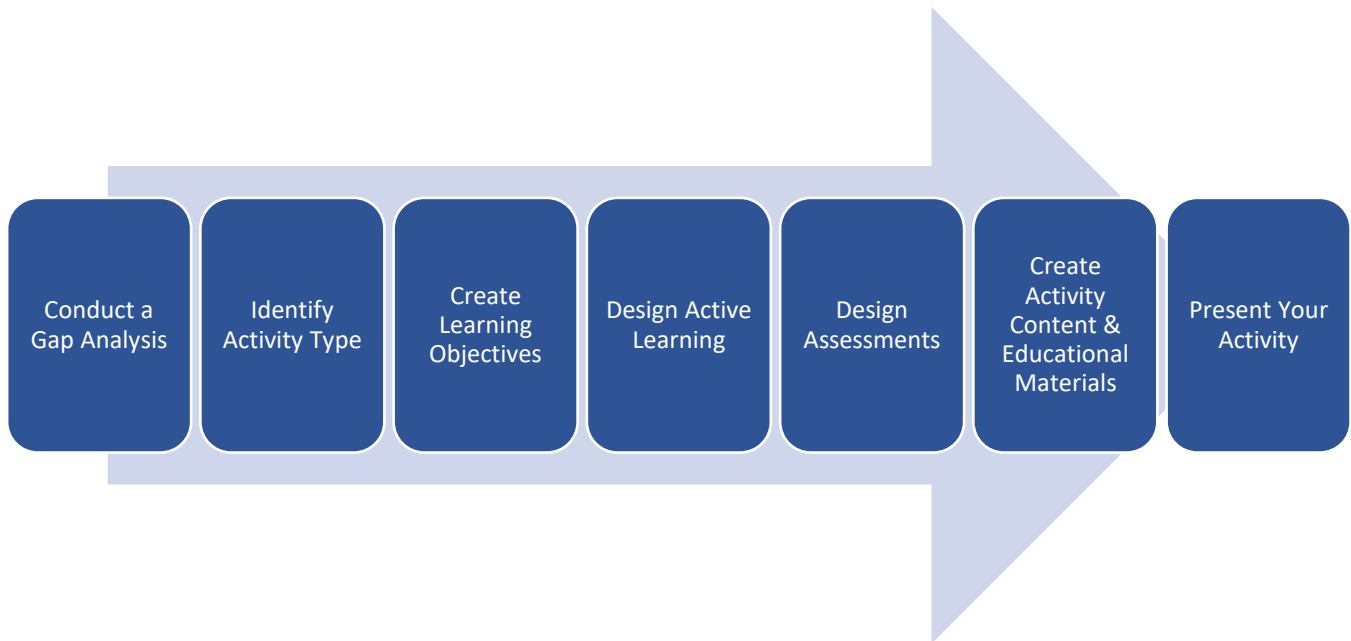 Conduct a
Gap Analysis
Identify
Activity Type
Create
Learning
Objectives
Design Active
Learning
Design
Assessments
Create
Activity
Content &
Educational
Materials
Present Your
Activity